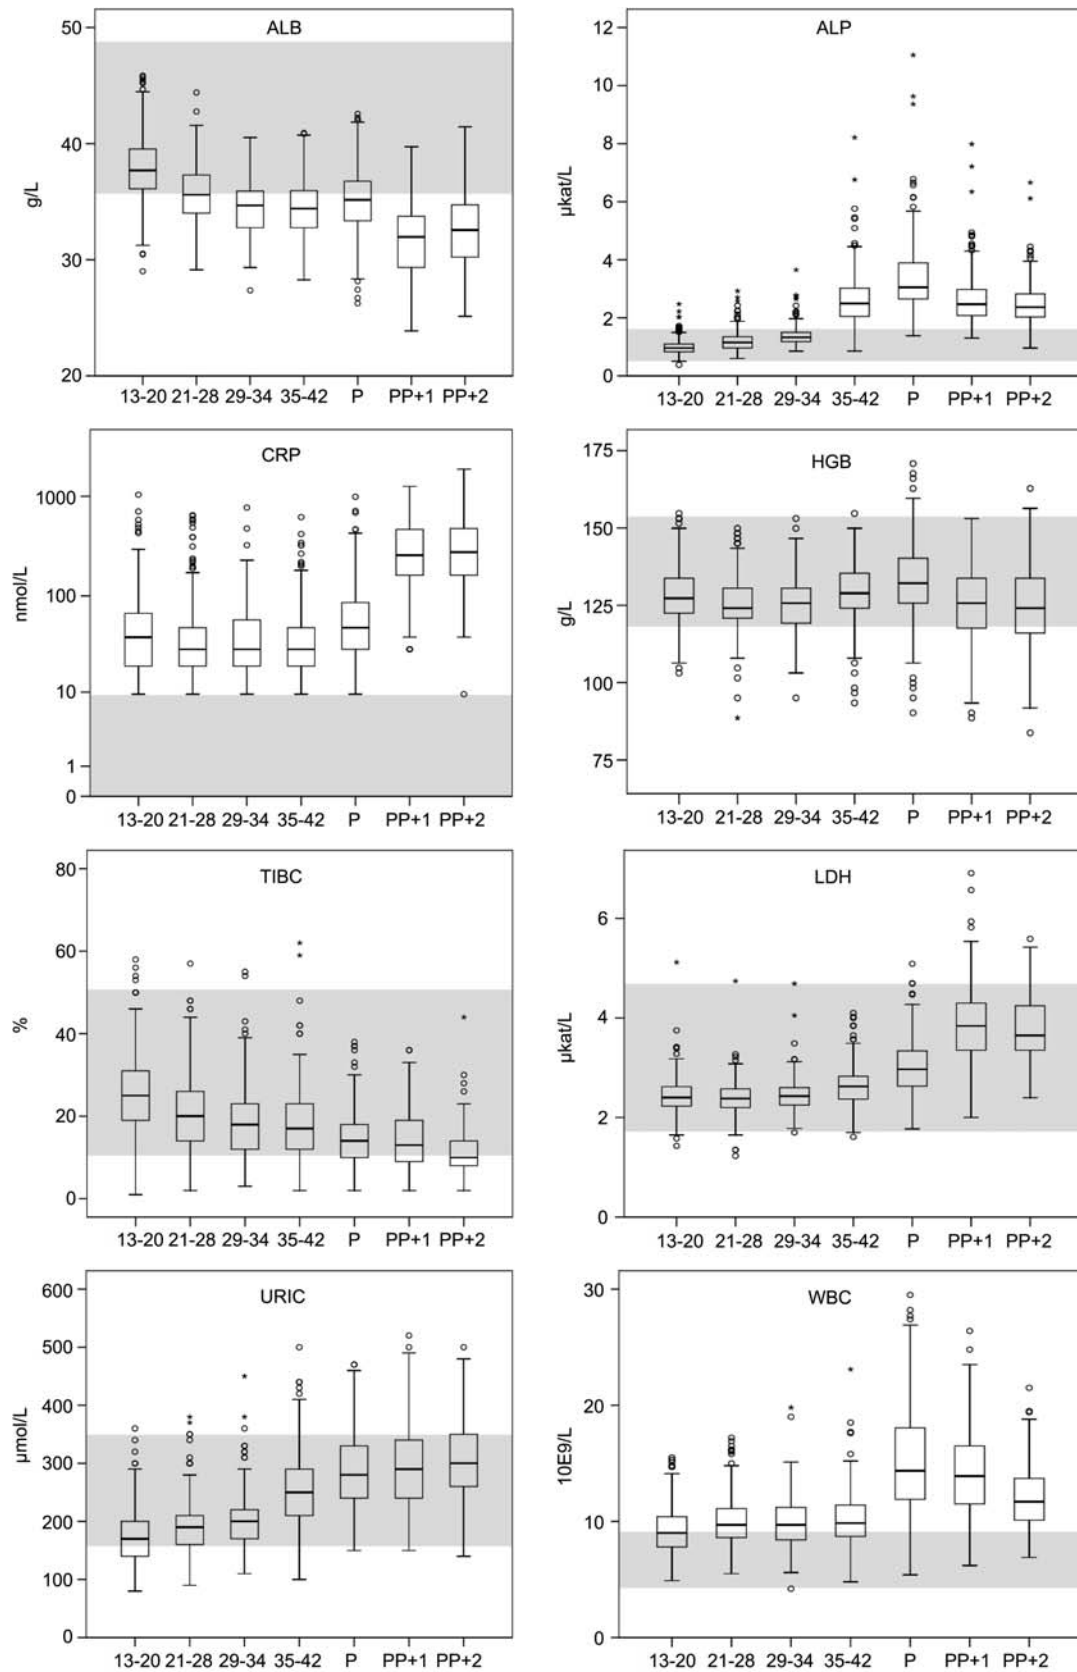 ALB
50
40
30
20
g/L
13-20 21-28 29-34 35-42 P PP+1 PP+2
ALP
12
10
8
6
4
2
0
µkat/L
13-20 21-28 29-34 35-42 P PP+1 PP+2
CRP
1000
100
10
1
0
nmol/L
13-20 21-28 29-34 35-42 P PP+1 PP+2
HGB
175
150
125
100
75
g/L
13-20 21-28 29-34 35-42 P PP+1 PP+2
TIBC
80
60
40
20
0
%
13-20 21-28 29-34 35-42 P PP+1 PP+2
LDH
6
4
2
0
µkat/L
13-20 21-28 29-34 35-42 P PP+1 PP+2
URIC
600
500
400
300
200
100
0
µmol/L
13-20 21-28 29-34 35-42 P PP+1 PP+2
WBC
30
20
10
0
10E9/L
13-20 21-28 29-34 35-42 P PP+1 PP+2